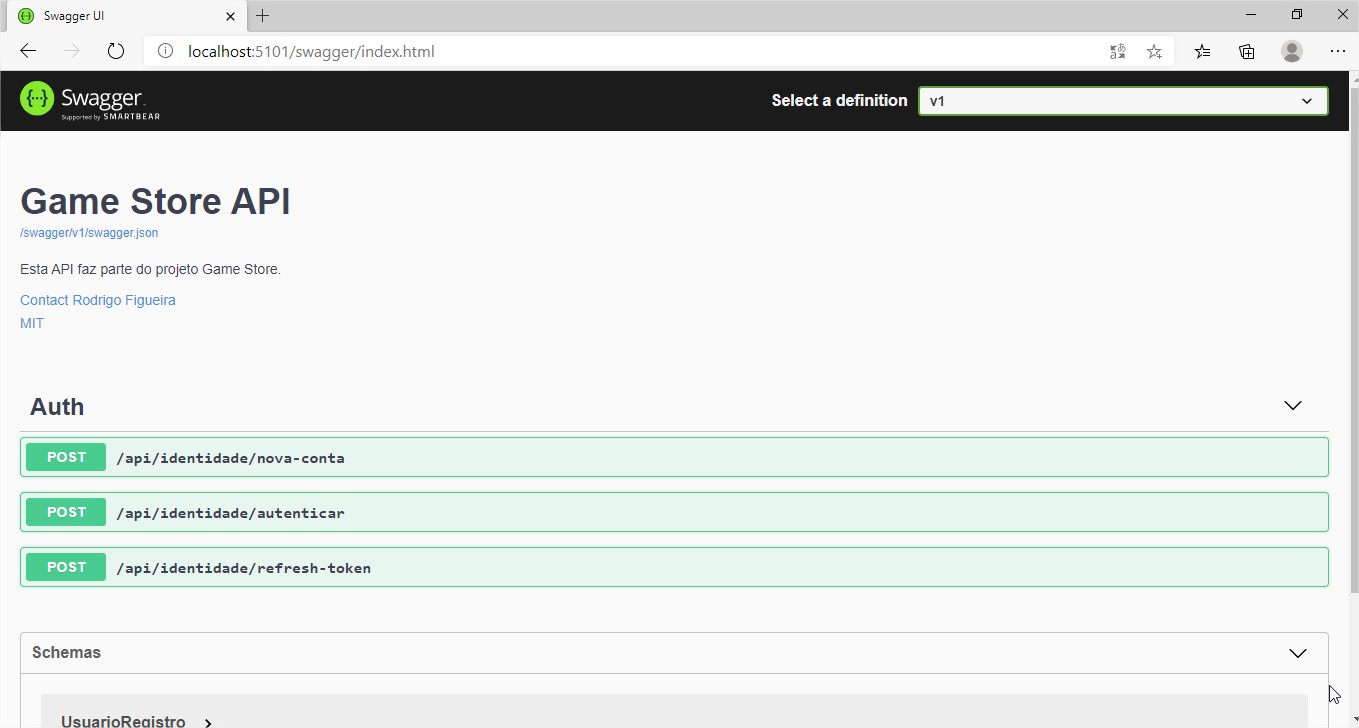 Swagger UI
localhost:5101/swagger/index.html
Swagger.
Supported by SMARTBEAR
Select a definition
v1
Game Store API
/swagger/v1/swagger.json
Esta API faz parte do projeto Game Store.
Contact Rodrigo Figueira
MIT
Auth
POST /api/identidade/nova-conta
POST /api/identidade/autenticar
POST /api/identidade/refresh-token
Schemas
UsuarioRegistro